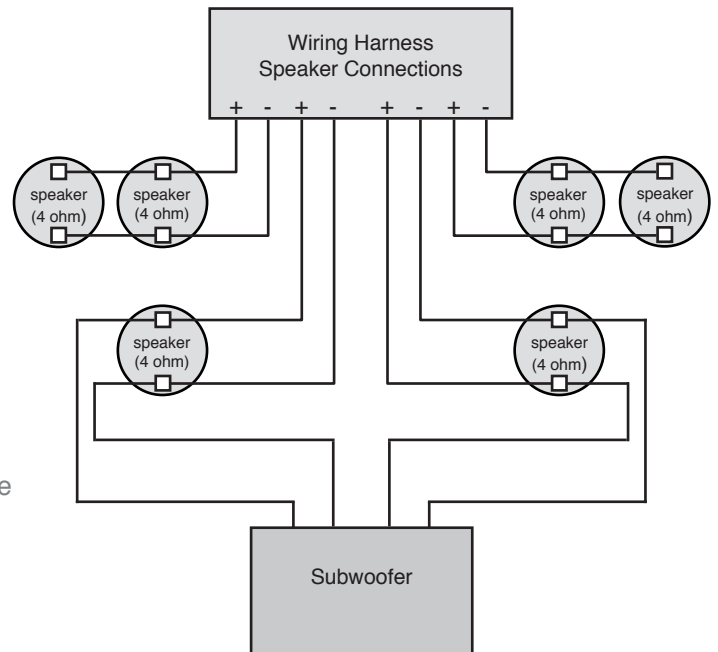 Wiring Harness
Speaker Connections
+ - + - + - + -
speaker
(4 ohm)
speaker
(4 ohm)
speaker
(4 ohm)
speaker
(4 ohm)
speaker
(4 ohm)
speaker
(4 ohm)
e
Subwoofer